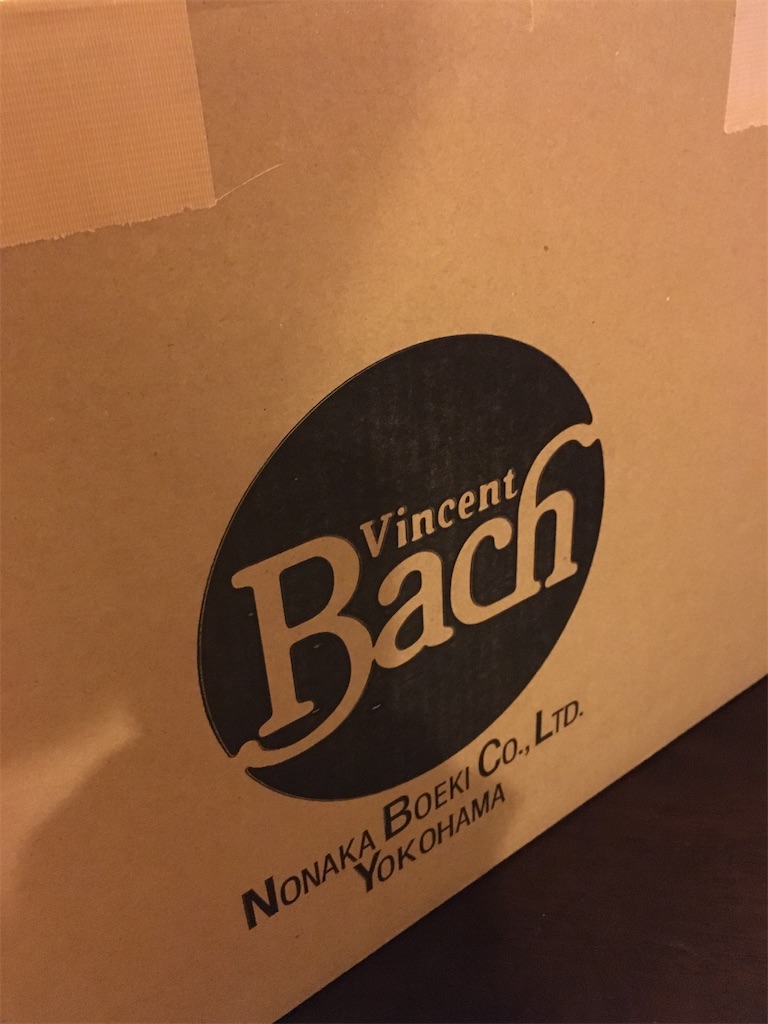 Vincent
Bach
NONAKA BOEKI CO., LTD.
YOKOHAMA